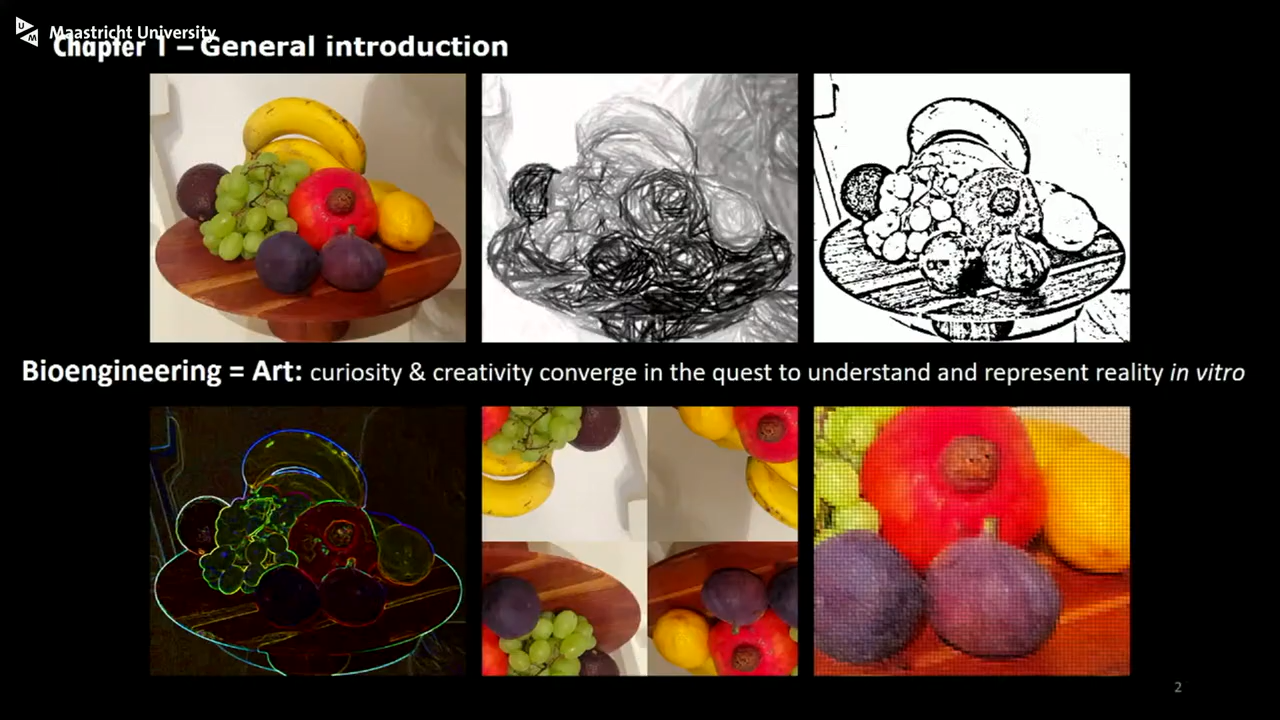 UM Maastricht University
Chapter 1 – General introduction
Bioengineering = Art: curiosity & creativity converge in the quest to understand and represent reality in vitro
2